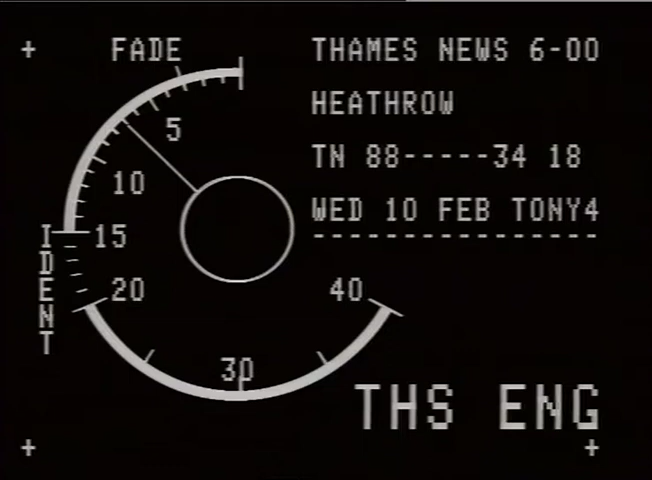 FADE
THAMES NEWS 6-00
HEATHROW
TN 88-----34 18
WED 10 FEB TONY4
----------------
5
10
15
20
30
40
IDENT
THS ENG